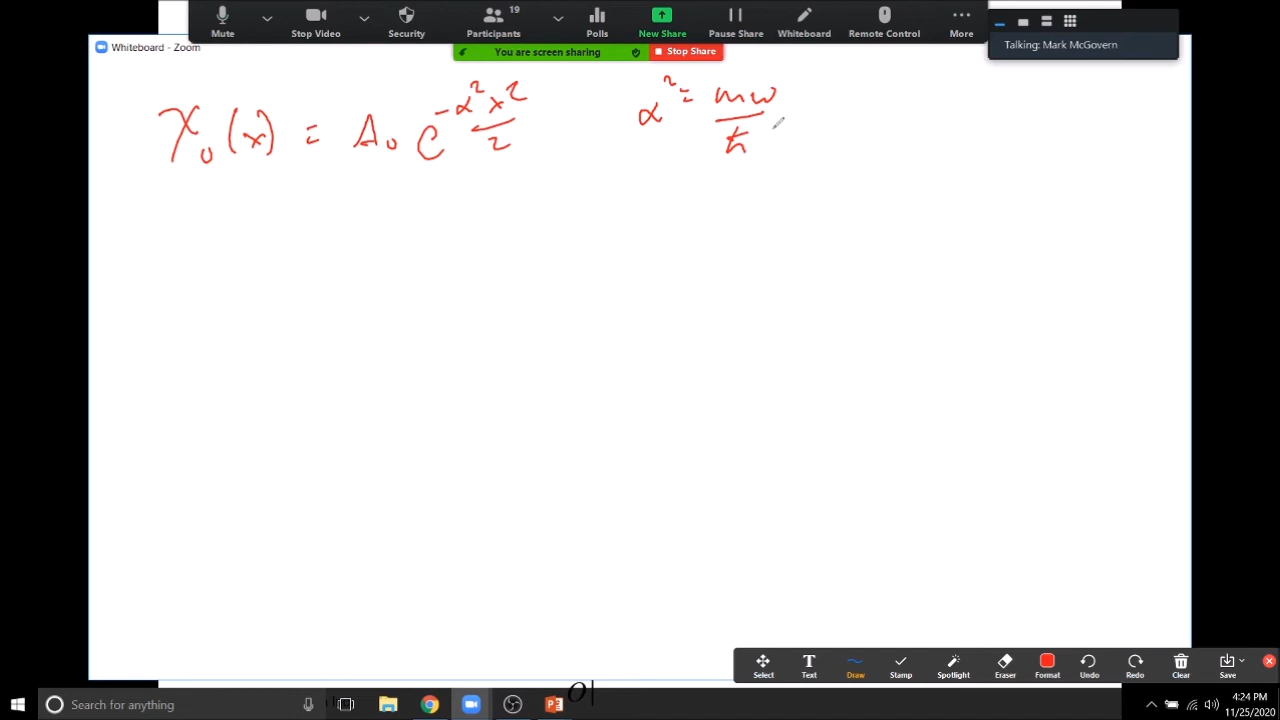 19
Mute
Stop Video
Security
Participants
Polls
New Share
Pause Share
Whiteboard
Remote Control
More
Talking: Mark McGovern
Whiteboard - Zoom
You are screen sharing
Stop Share
χ₀(x) = A₀ e^(-α²x²/2)
α² = mω/ħ
Select
Text
Draw
Stamp
Spotlight
Eraser
Format
Undo
Redo
Clear
Save
Search for anything
4:24 PM
11/25/2020